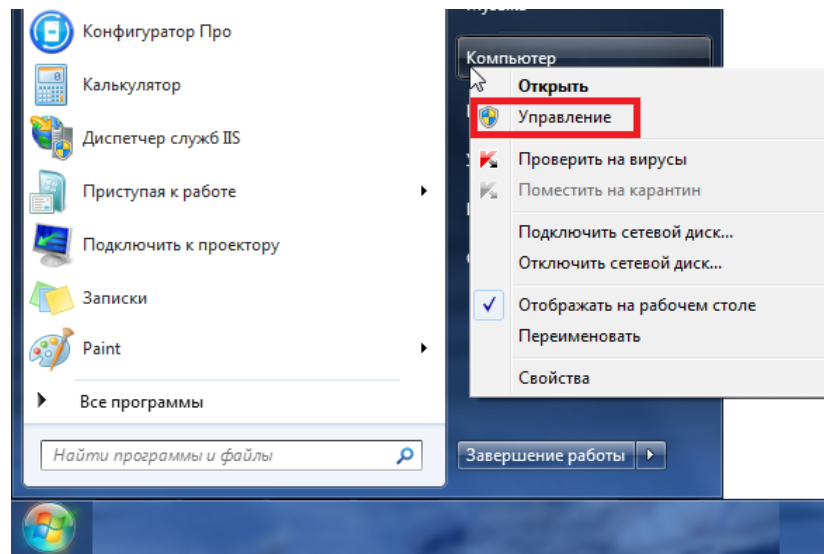 Конфигуратор Про
Калькулятор
Диспетчер служб IIS
Приступая к работе
Подключить к проектору
Записки
Paint
Все программы
Найти программы и файлы
Компьютер
Открыть
Управление
Проверить на вирусы
Поместить на карантин
Подключить сетевой диск...
Отключить сетевой диск...
Отображать на рабочем столе
Переименовать
Свойства
Завершение работы